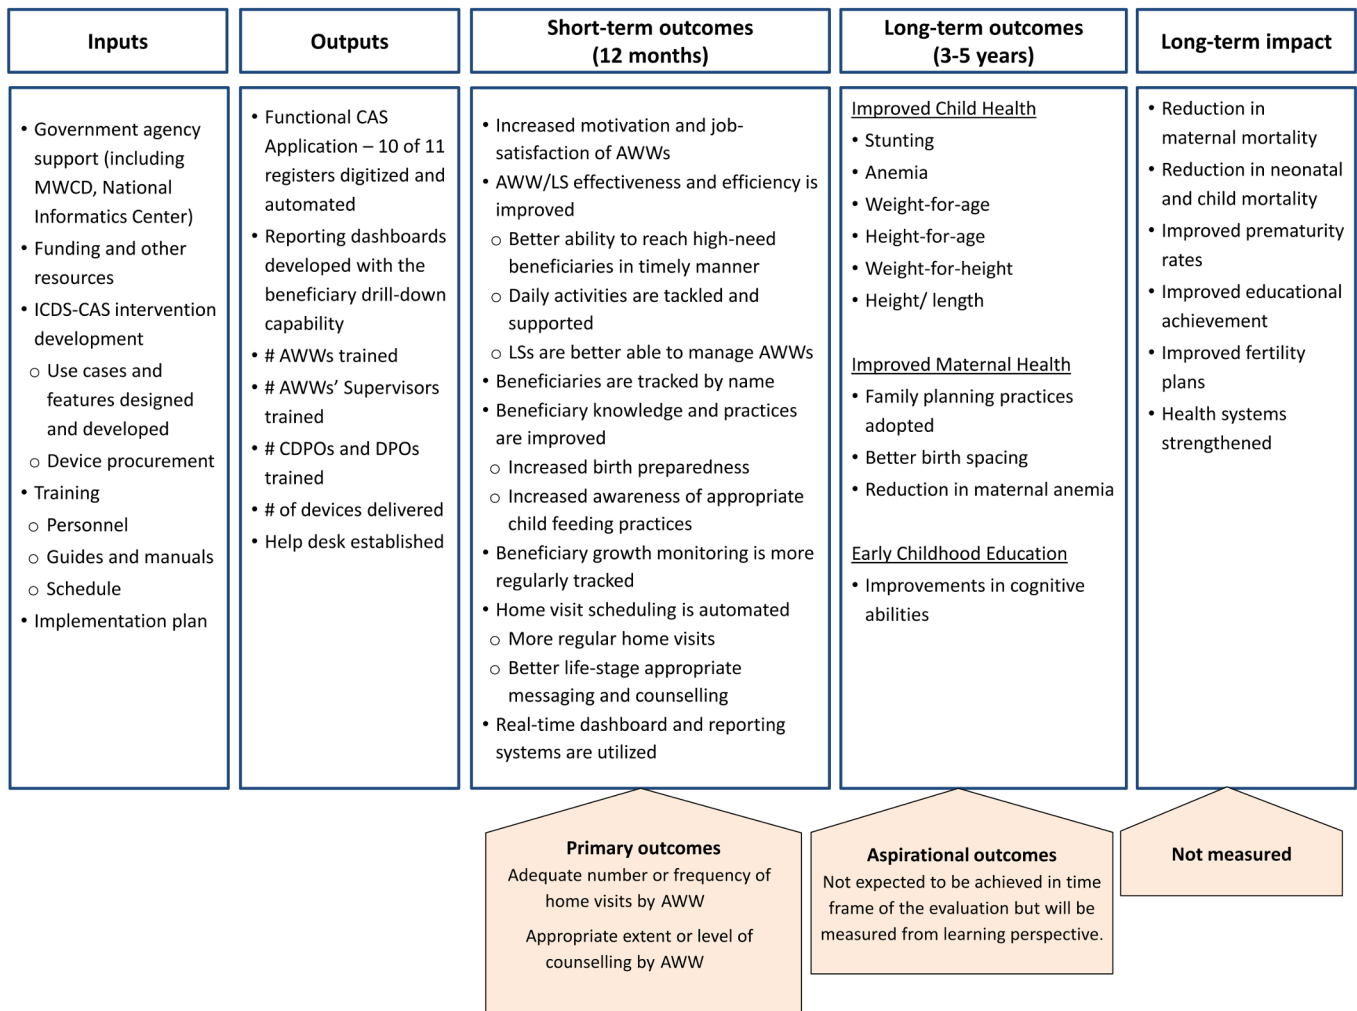 Inputs
Outputs
Short-term outcomes
(12 months)
Long-term outcomes
(3-5 years)
Long-term impact
• Government agency
support (including
MWCD, National
Informatics Center)
• Funding and other
resources
• ICDS-CAS intervention
development
o Use cases and
features designed
and developed
o Device procurement
• Training
o Personnel
o Guides and manuals
o Schedule
• Implementation plan
• Functional CAS
Application – 10 of 11
registers digitized and
automated
• Reporting dashboards
developed with the
beneficiary drill-down
capability
• # AWWs trained
• # AWWs’ Supervisors
trained
• # CDPOs and DPOs
trained
• # of devices delivered
• Help desk established
• Increased motivation and job-
satisfaction of AWWs
• AWW/LS effectiveness and efficiency is
improved
o Better ability to reach high-need
beneficiaries in timely manner
o Daily activities are tackled and
supported
o LSs are better able to manage AWWs
• Beneficiaries are tracked by name
• Beneficiary knowledge and practices
are improved
o Increased birth preparedness
o Increased awareness of appropriate
child feeding practices
• Beneficiary growth monitoring is more
regularly tracked
• Home visit scheduling is automated
o More regular home visits
o Better life-stage appropriate
messaging and counselling
• Real-time dashboard and reporting
systems are utilized
Improved Child Health
• Stunting
• Anemia
• Weight-for-age
• Height-for-age
• Weight-for-height
• Height/ length
Improved Maternal Health
• Family planning practices
adopted
• Better birth spacing
• Reduction in maternal anemia
Early Childhood Education
• Improvements in cognitive
abilities
• Reduction in
maternal mortality
• Reduction in neonatal
and child mortality
• Improved prematurity
rates
• Improved educational
achievement
• Improved fertility
plans
• Health systems
strengthened
Primary outcomes
Adequate number or frequency of
home visits by AWW
Appropriate extent or level of
counselling by AWW
Aspirational outcomes
Not expected to be achieved in time
frame of the evaluation but will be
measured from learning perspective.
Not measured